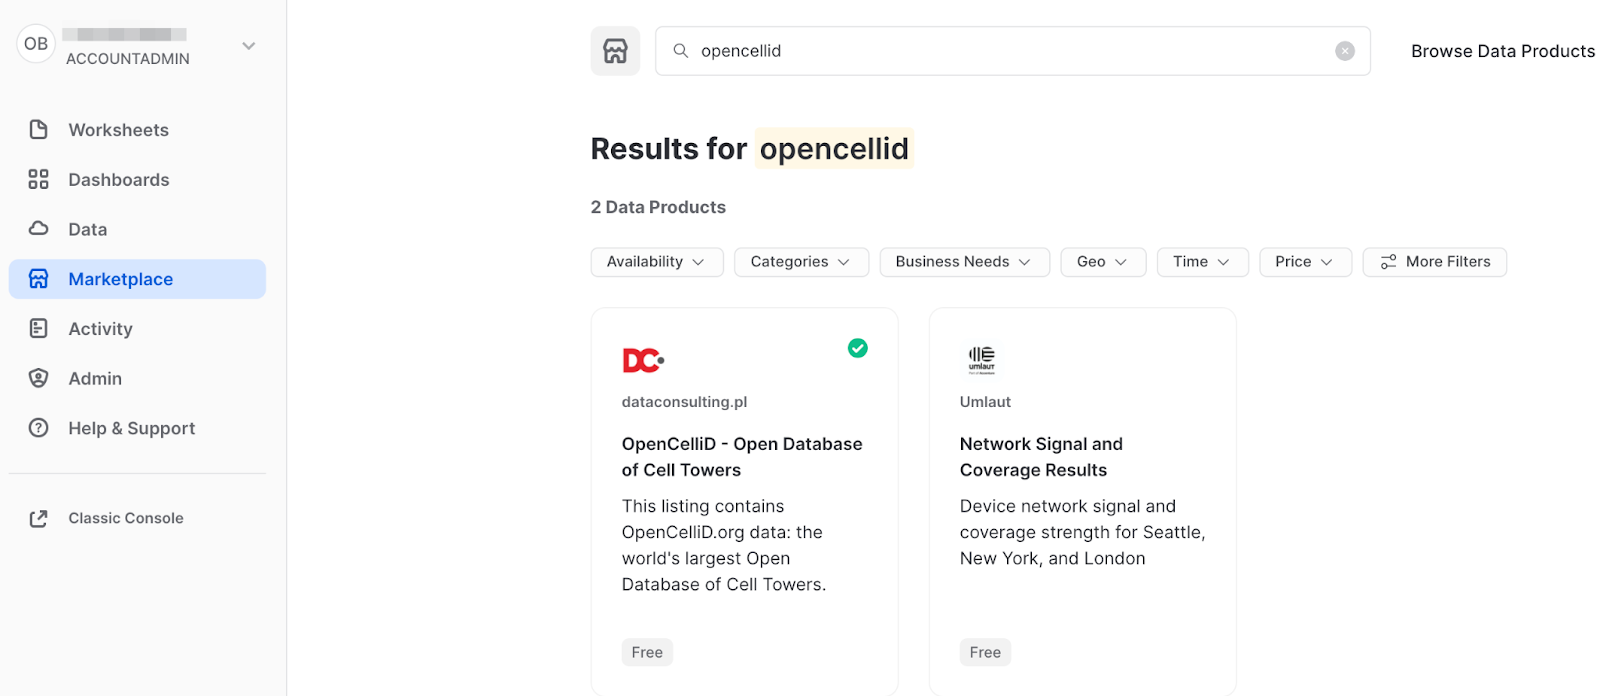 OB
ACCOUNTADMIN
Worksheets
Dashboards
Data
Marketplace
Activity
Admin
Help & Support
Classic Console
opencellid
Browse Data Products
Results for opencellid
2 Data Products
Availability
Categories
Business Needs
Geo
Time
Price
More Filters
DC
dataconsulting.pl
OpenCelliD - Open Database
of Cell Towers
This listing contains
OpenCelliD.org data: the
world's largest Open
Database of Cell Towers.
Free
umlaut
Umlaut
Network Signal and
Coverage Results
Device network signal and
coverage strength for Seattle,
New York, and London
Free